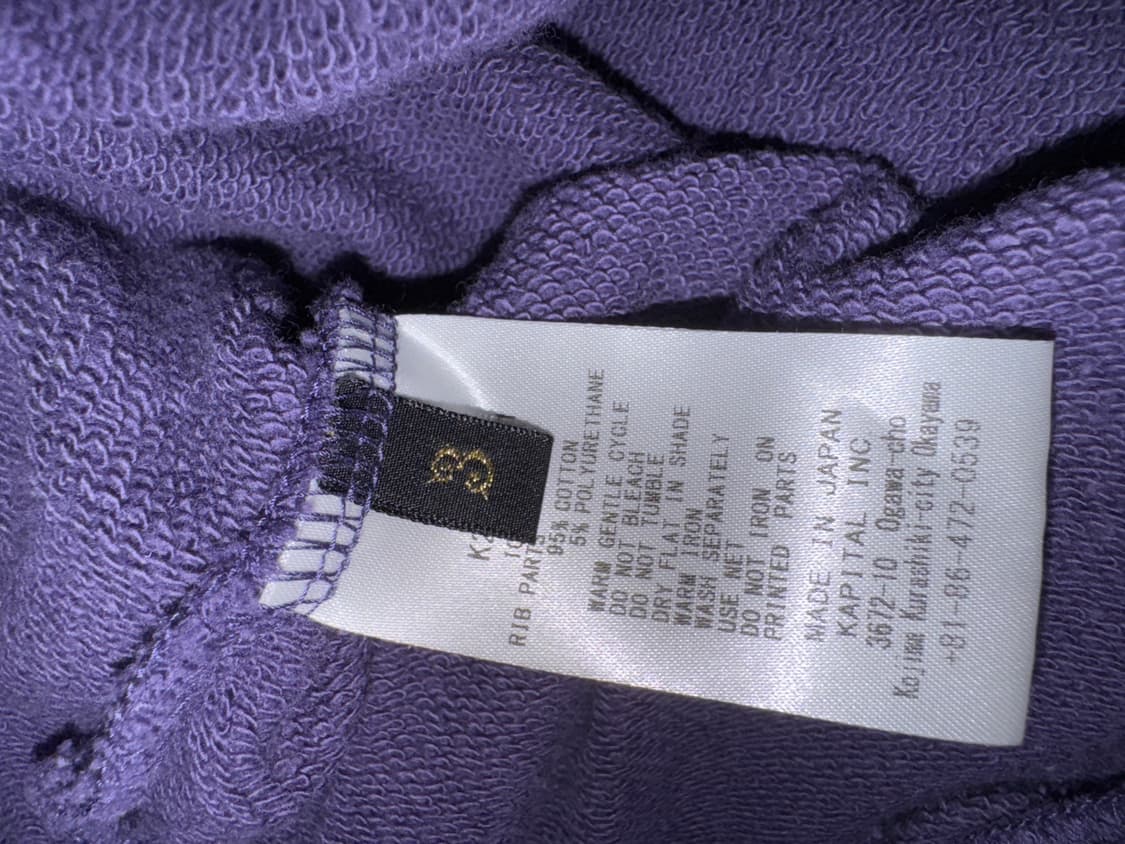 3
RIB PARTS
95% COTTON
5% POLYURETHANE
WARM GENTLE CYCLE
DO NOT BLEACH
DO NOT TUMBLE
DRY FLAT IN SHADE
WARM IRON
WASH SEPARATELY
USE NET
DO NOT IRON ON
PRINTED PARTS
MADE IN JAPAN
KAPITAL INC
3672-10 Ogawa-cho
Kojima Kurashiki-city Okayama
+81-86-472-0539